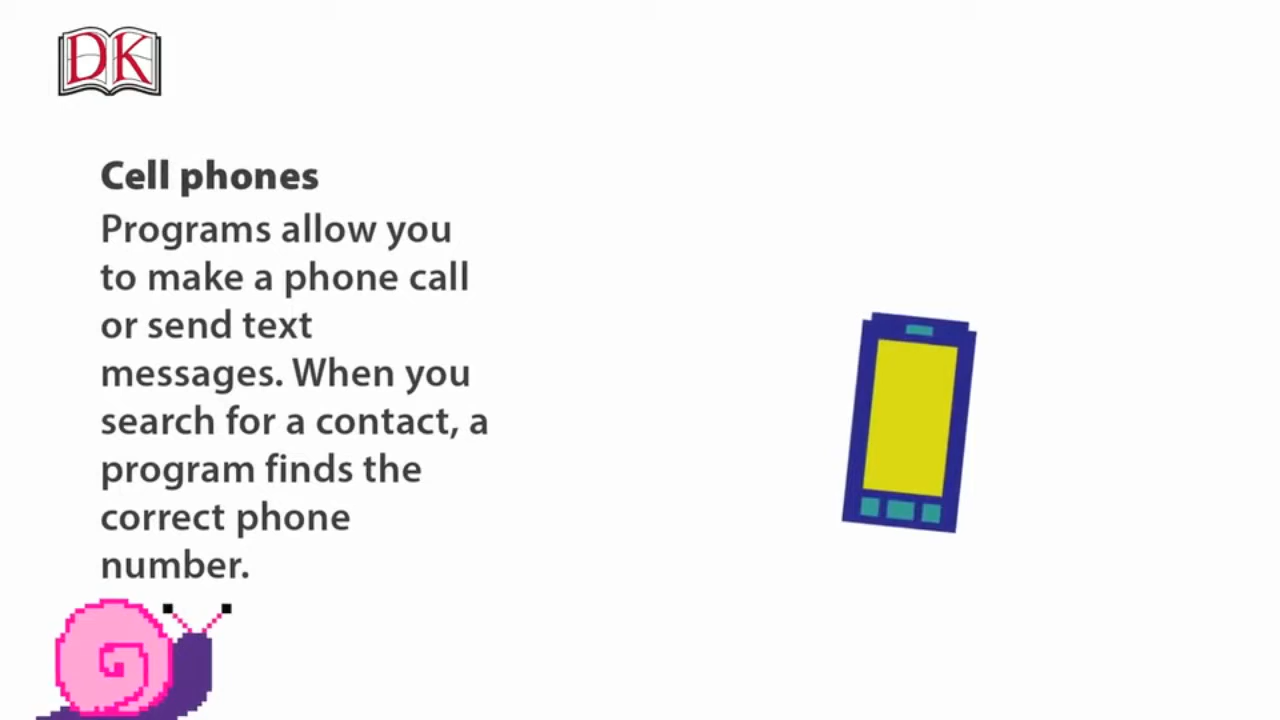 DK
Cell phones
Programs allow you
to make a phone call
or send text
messages. When you
search for a contact, a
program finds the
correct phone
number.